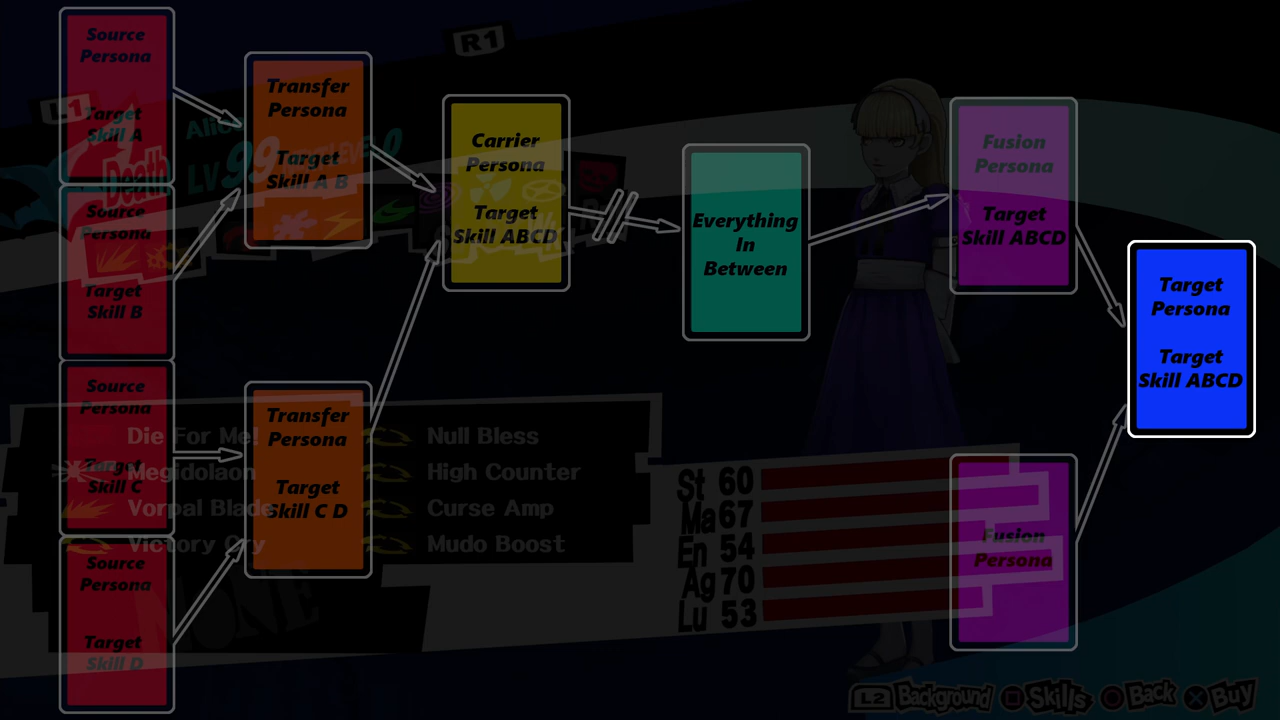 Source
Persona
Target
Skill A
Source
Persona
Target
Skill B
Source
Persona
Target
Skill C
Source
Persona
Target
Skill D
Transfer
Persona
Target
Skill A B
Transfer
Persona
Target
Skill C D
Carrier
Persona
Target
Skill ABCD
Everything
In
Between
Fusion
Persona
Target
Skill ABCD
Fusion
Persona
Target
Persona
Target
Skill ABCD
R1
L1
Death
LV 99
Die For Me!
Null Bless
Megidolaon
High Counter
Vorpal Blade
Curse Amp
Victory Cry
Mudo Boost
St 60
Ma 67
En 54
Ag 70
Lu 53
L2 Background
Skills
Back
Buy